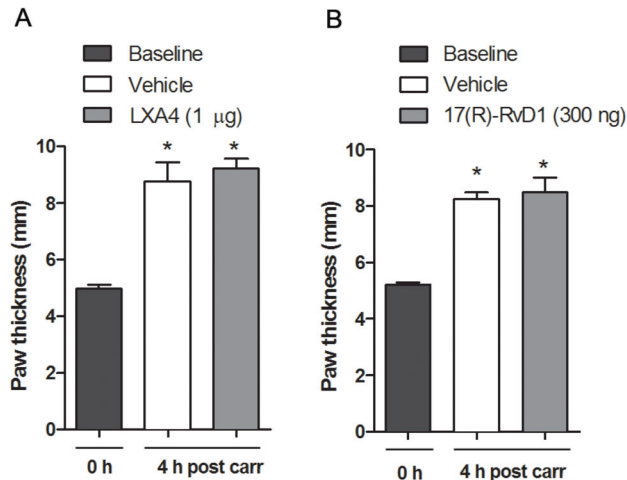 A
Baseline
Vehicle
LXA4 (1 μg)
Paw thickness (mm)
10
8
6
4
2
0
*
*
0 h
4 h post carr
B
Baseline
Vehicle
17(R)-RvD1 (300 ng)
Paw thickness (mm)
10
8
6
4
2
0
*
*
0 h
4 h post carr